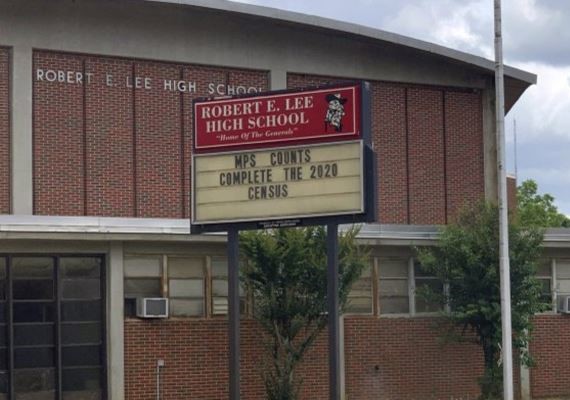 ROBERT E. LEE HIGH SCHOOL
ROBERT E. LEE
HIGH SCHOOL
"Home Of The Generals"
MPS COUNTS
COMPLETE THE 2020
CENSUS